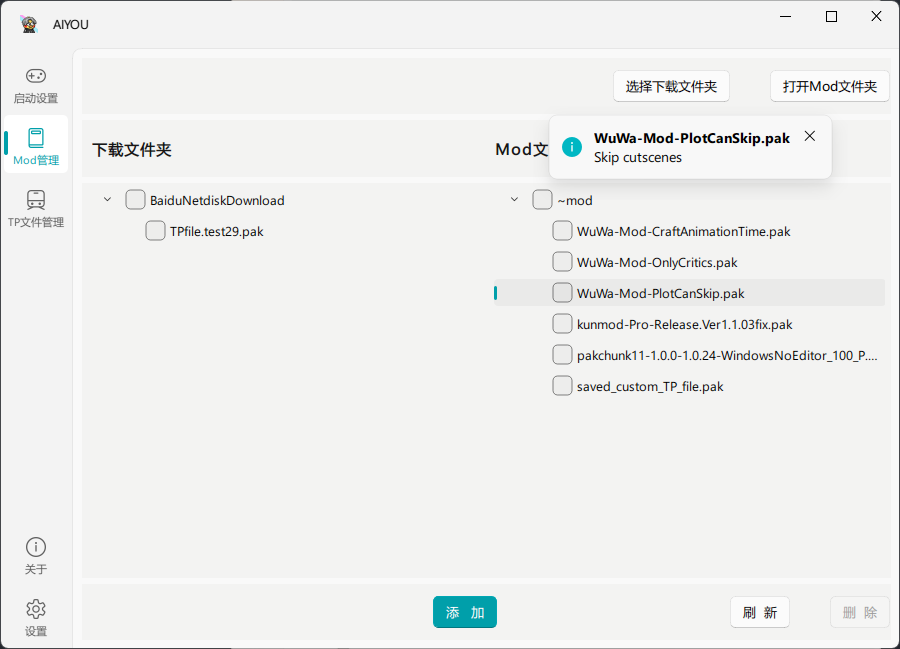 AIYOU
启动设置
Mod管理
TP文件管理
关于
设置
选择下载文件夹
打开Mod文件夹
下载文件夹
Mod文
WuWa-Mod-PlotCanSkip.pak
Skip cutscenes
BaiduNetdiskDownload
TPfile.test29.pak
~mod
WuWa-Mod-CraftAnimationTime.pak
WuWa-Mod-OnlyCritics.pak
WuWa-Mod-PlotCanSkip.pak
kunmod-Pro-Release.Ver1.1.03fix.pak
pakchunk11-1.0.0-1.0.24-WindowsNoEditor_100_P....
saved_custom_TP_file.pak
添 加
刷 新
删 除